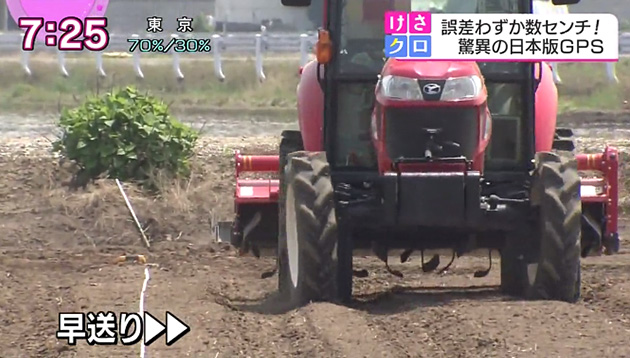 7:25
東京
70%/30%
けさ
クロ
誤差わずか数センチ!
驚異の日本版GPS
早送り▷▶